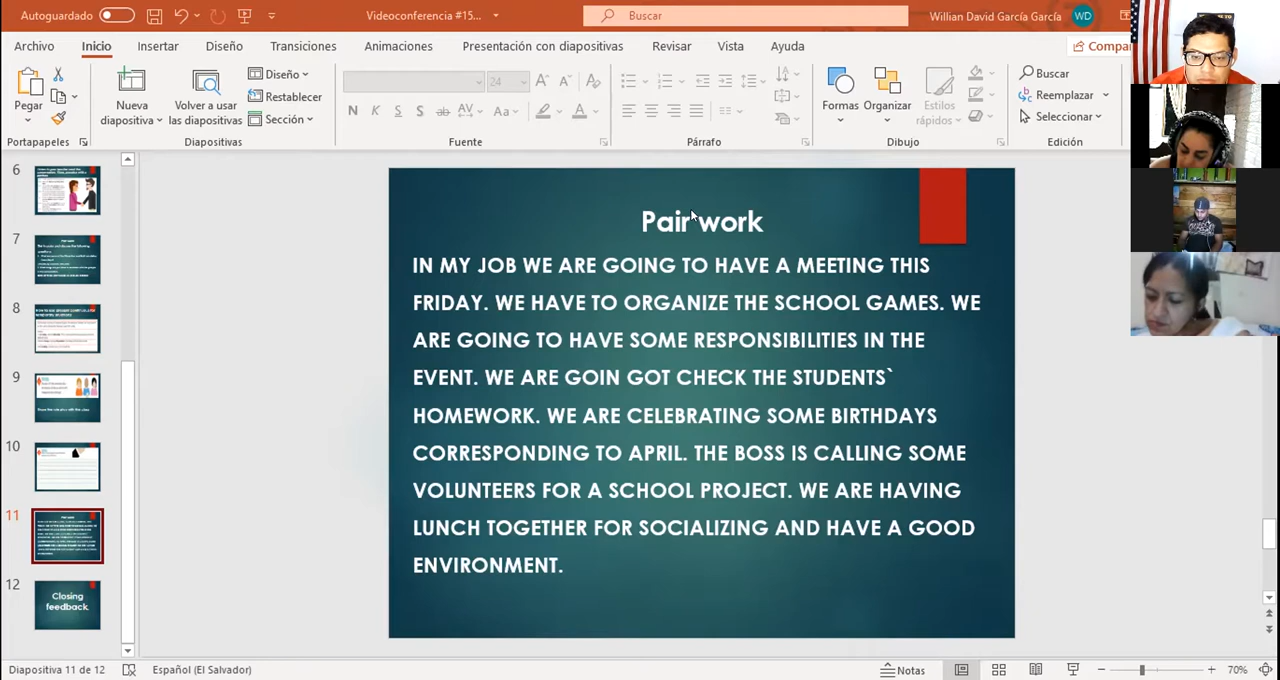 Autoguardado
Videoconferencia #15...
Buscar
Willian David García García
WD
Archivo Inicio Insertar Diseño Transiciones Animaciones Presentación con diapositivas Revisar Vista Ayuda
Pegar
Portapapeles
Nueva diapositiva
Volver a usar las diapositivas
Diseño
Restablecer
Sección
Diapositivas
24
N K S S ab AV Aa A
Fuente
Párrafo
Formas
Organizar
Estilos rápidos
Dibujo
Buscar
Reemplazar
Seleccionar
Edición
6
7
8
9
10
11
12
Closing
feedback
Pair work
IN MY JOB WE ARE GOING TO HAVE A MEETING THIS
FRIDAY. WE HAVE TO ORGANIZE THE SCHOOL GAMES. WE
ARE GOING TO HAVE SOME RESPONSIBILITIES IN THE
EVENT. WE ARE GOIN GOT CHECK THE STUDENTS`
HOMEWORK. WE ARE CELEBRATING SOME BIRTHDAYS
CORRESPONDING TO APRIL. THE BOSS IS CALLING SOME
VOLUNTEERS FOR A SCHOOL PROJECT. WE ARE HAVING
LUNCH TOGETHER FOR SOCIALIZING AND HAVE A GOOD
ENVIRONMENT.
Diapositiva 11 de 12 Español (El Salvador) Notas 70%